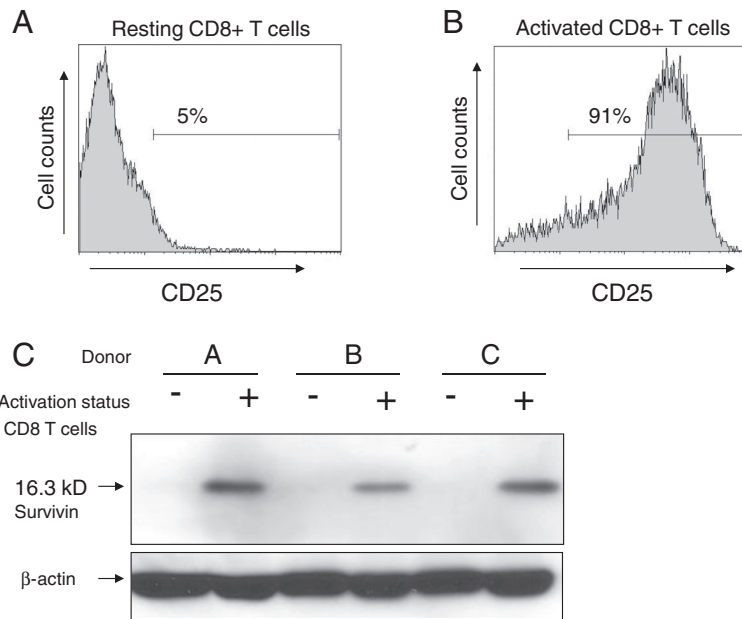 A
Resting CD8+ T cells
Cell counts
5%
CD25
B
Activated CD8+ T cells
Cell counts
91%
CD25
C
Donor A B C
Activation status - + - + - +
CD8 T cells
16.3 kD
Survivin
β-actin